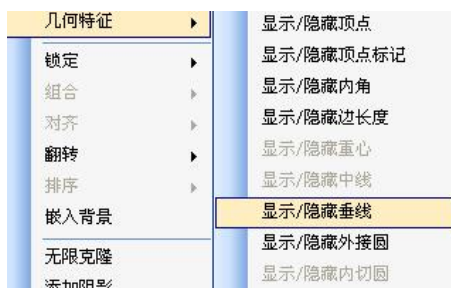 几何特征
锁定
组合
对齐
翻转
排序
嵌入背景
无限克隆
添加阴影
显示/隐藏顶点
显示/隐藏顶点标记
显示/隐藏内角
显示/隐藏边长度
显示/隐藏重心
显示/隐藏中线
显示/隐藏垂线
显示/隐藏外接圆
显示/隐藏内切圆